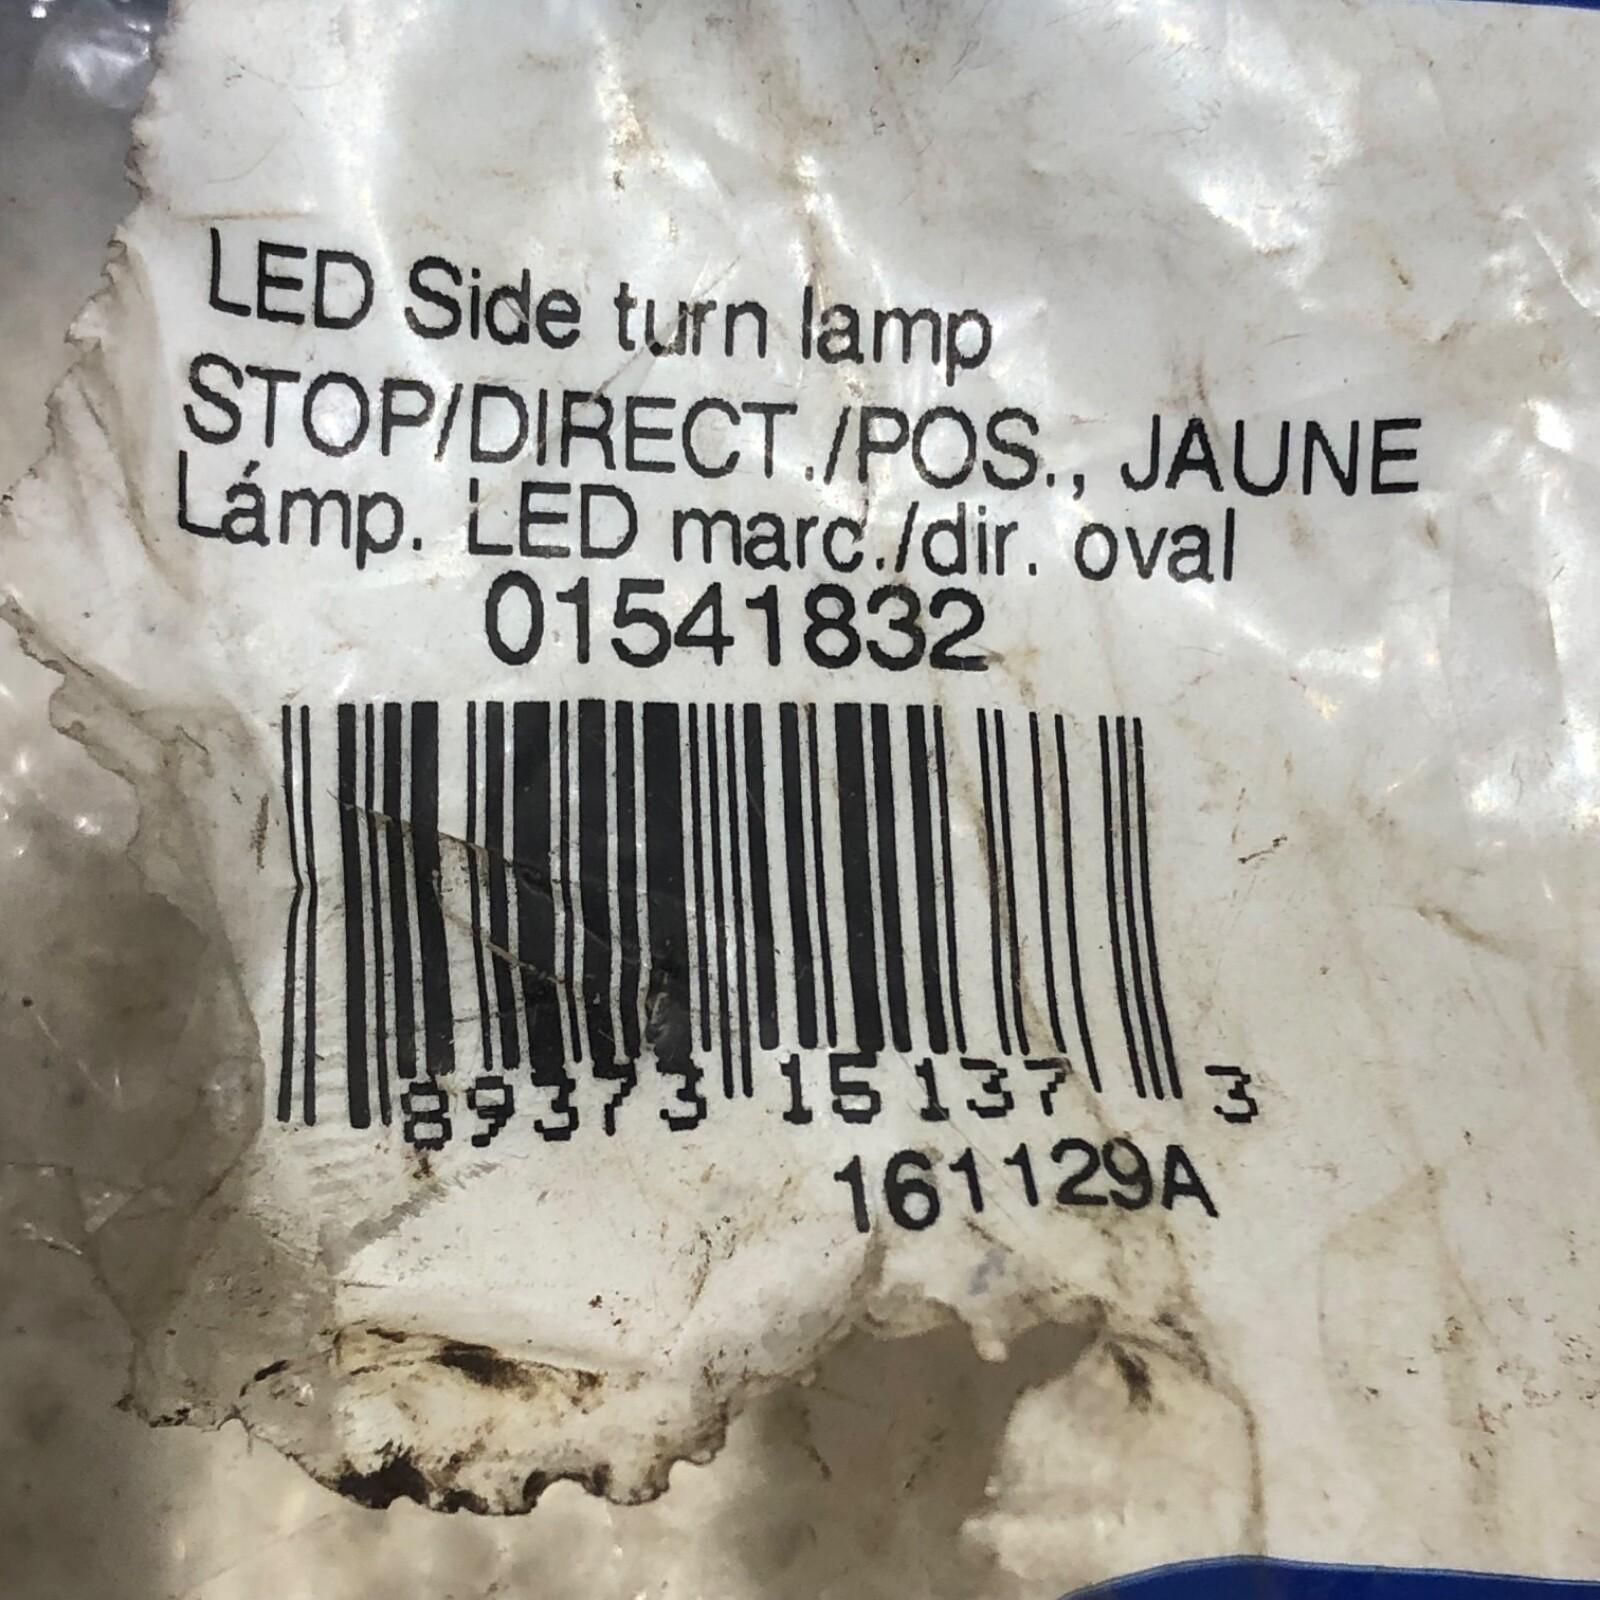 LED Side turn lamp
STOP/DIRECT./POS., JAUNE
Lámp. LED marc./dir. oval
01541832
89373 15137 3
161129A